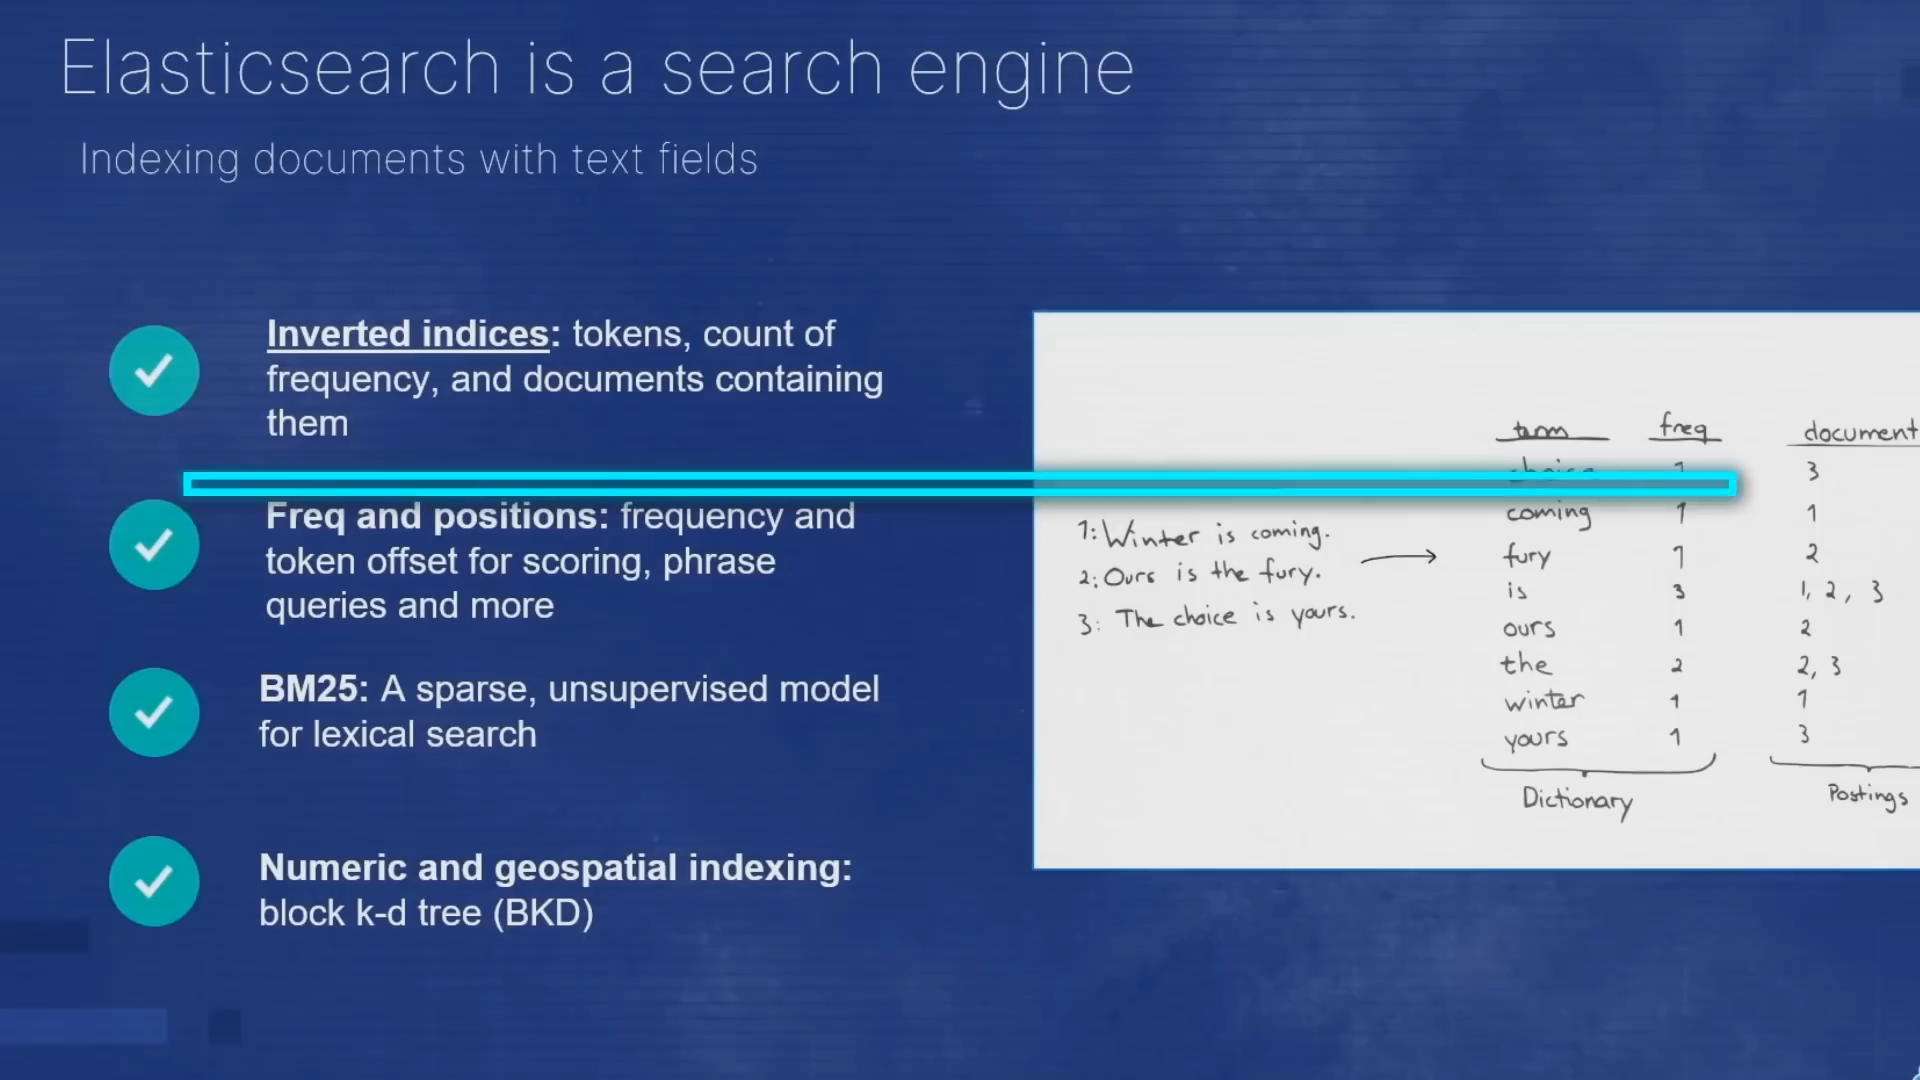 Elasticsearch is a search engine
Indexing documents with text fields
Inverted indices: tokens, count of
frequency, and documents containing
them
Freq and positions: frequency and
token offset for scoring, phrase
queries and more
BM25: A sparse, unsupervised model
for lexical search
Numeric and geospatial indexing:
block k-d tree (BKD)
1: Winter is coming.
2: Ours is the fury.
3: The choice is yours.
term freq document
choice 1 3
coming 1 1
fury 1 2
is 3 1, 2, 3
ours 1 2
the 2 2, 3
winter 1 1
yours 1 3
Dictionary Postings